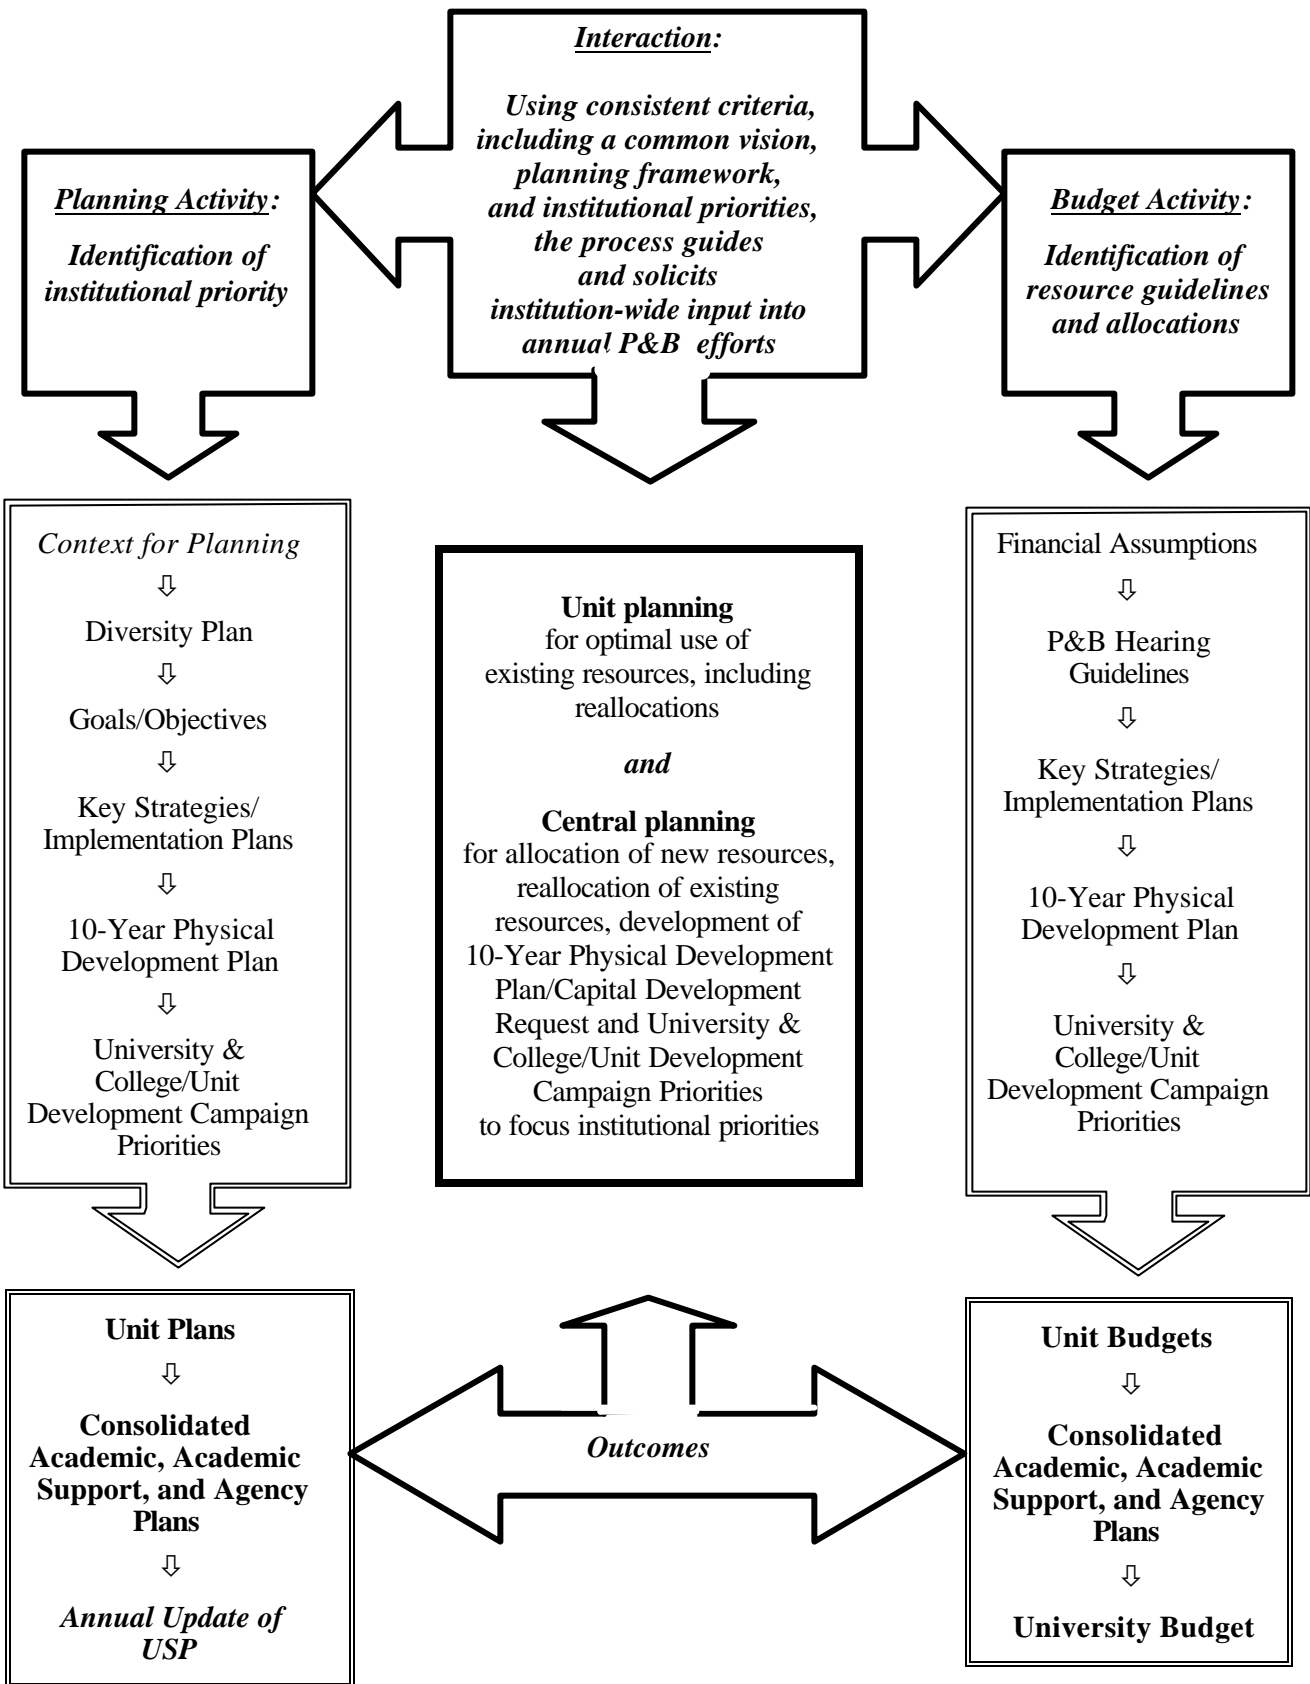 Interaction:
Using consistent criteria,
including a common vision,
planning framework,
and institutional priorities,
the process guides
and solicits
institution-wide input into
annual P&B efforts
Planning Activity:
Identification of
institutional priority
Budget Activity:
Identification of
resource guidelines
and allocations
Context for Planning
⇩
Diversity Plan
⇩
Goals/Objectives
⇩
Key Strategies/
Implementation Plans
⇩
10-Year Physical
Development Plan
⇩
University &
College/Unit
Development Campaign
Priorities
Unit planning
for optimal use of
existing resources, including
reallocations
and
Central planning
for allocation of new resources,
reallocation of existing
resources, development of
10-Year Physical Development
Plan/Capital Development
Request and University &
College/Unit Development
Campaign Priorities
to focus institutional priorities
Financial Assumptions
⇩
P&B Hearing
Guidelines
⇩
Key Strategies/
Implementation Plans
⇩
10-Year Physical
Development Plan
⇩
University &
College/Unit
Development Campaign
Priorities
Unit Plans
⇩
Consolidated
Academic, Academic
Support, and Agency
Plans
⇩
Annual Update of
USP
Outcomes
Unit Budgets
⇩
Consolidated
Academic, Academic
Support, and Agency
Plans
⇩
University Budget